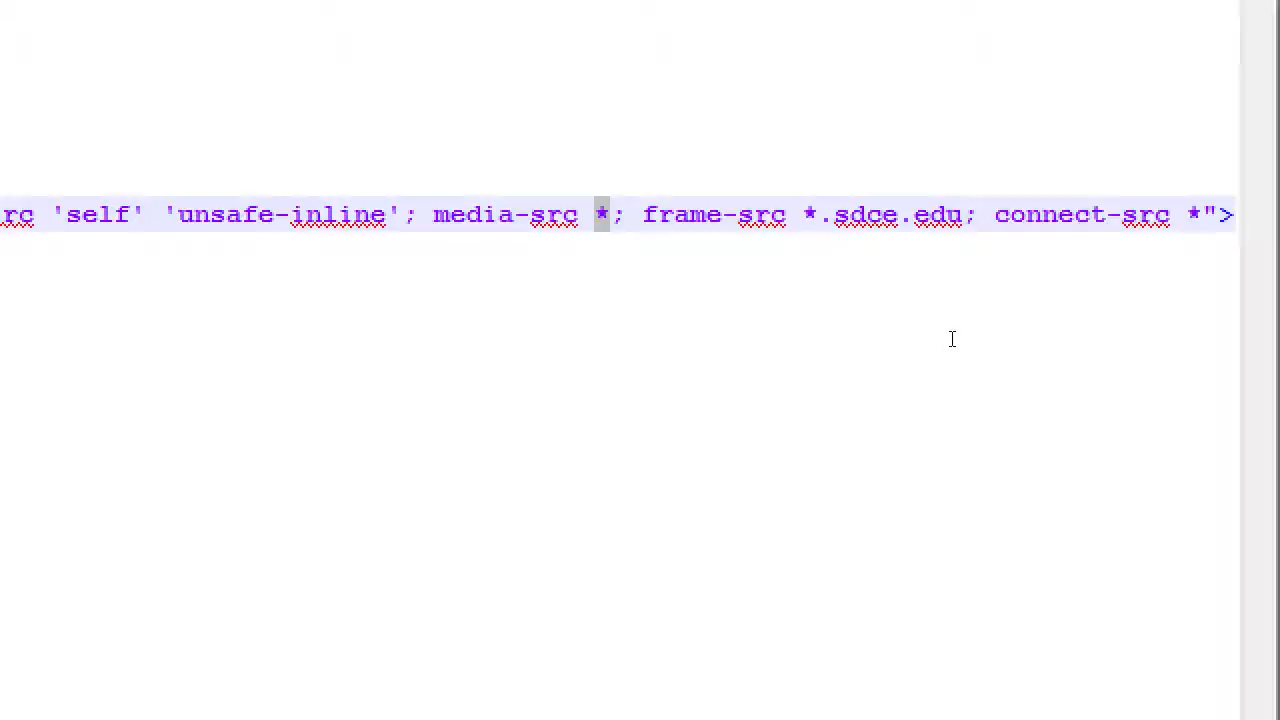 rc 'self' 'unsafe-inline'; media-src *; frame-src *.sdce.edu; connect-src *">